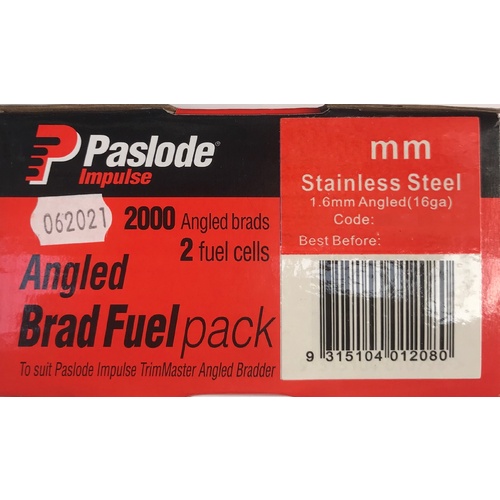 Paslode®
Impulse
062021
2000 Angled brads
2 fuel cells
Angled
Brad Fuel pack
To suit Paslode Impulse TrimMaster Angled Bradder
mm
Stainless Steel
1.6mm Angled(16ga)
Code:
Best Before:
9 315104 012080